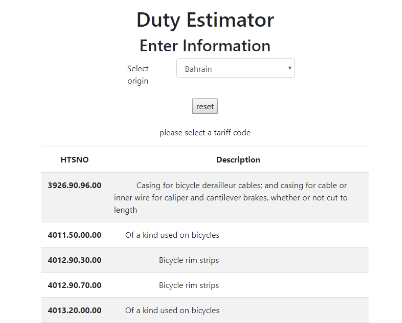 Duty Estimator
Enter Information
Select
origin
Bahrain
reset
please select a tariff code
HTSNO Description
3926.90.96.00 Casing for bicycle derailleur cables; and casing for cable or
inner wire for caliper and cantilever brakes, whether or not cut to
length
4011.50.00.00 Of a kind used on bicycles
4012.90.30.00 Bicycle rim strips
4012.90.70.00 Bicycle rim strips
4013.20.00.00 Of a kind used on bicycles